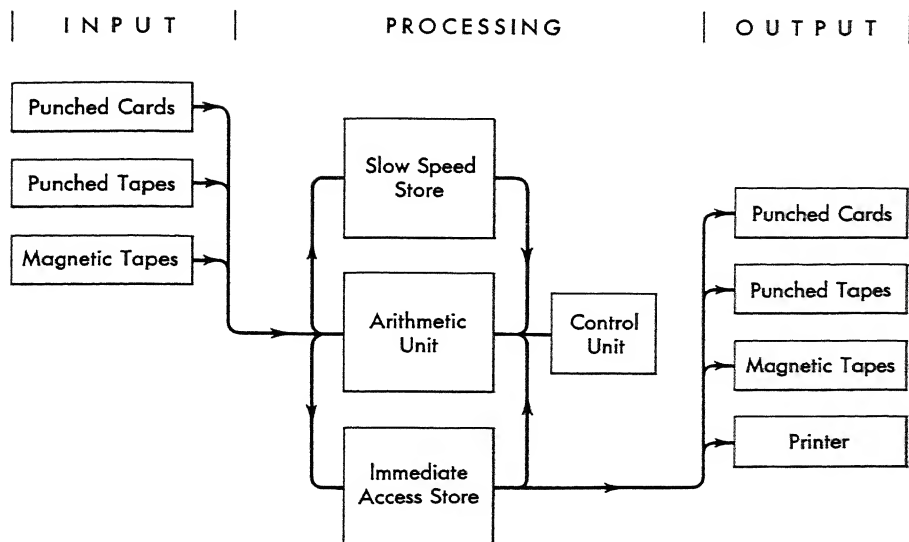 INPUT
PROCESSING
OUTPUT
Punched Cards
Punched Tapes
Magnetic Tapes
Slow Speed
Store
Arithmetic
Unit
Immediate
Access Store
Control
Unit
Punched Cards
Punched Tapes
Magnetic Tapes
Printer